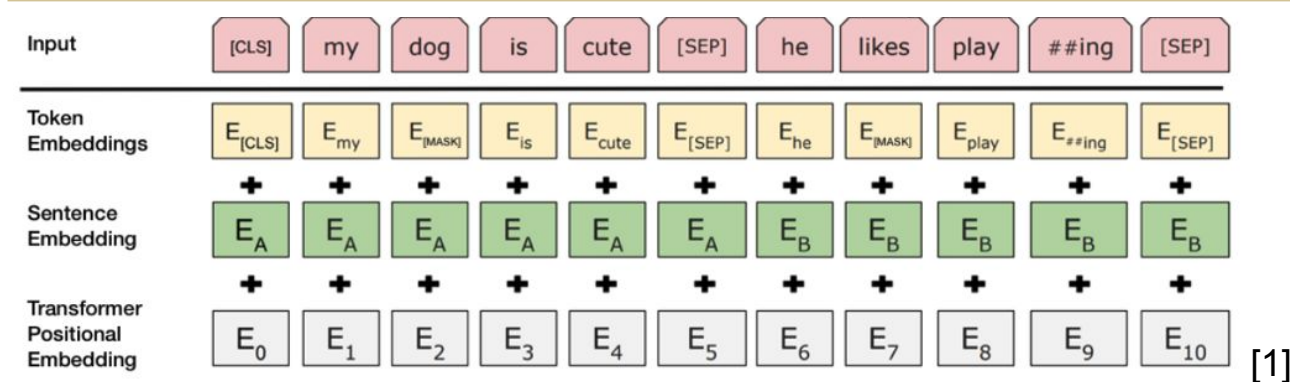 Input [CLS] my dog is cute [SEP] he likes play ##ing [SEP]
Token
Embeddings E[CLS] Emy E[MASK] Eis Ecute E[SEP] Ehe E[MASK] Eplay E##ing E[SEP]
+ + + + + + + + + + +
Sentence
Embedding EA EA EA EA EA EA EB EB EB EB EB
+ + + + + + + + + + +
Transformer
Positional
Embedding E0 E1 E2 E3 E4 E5 E6 E7 E8 E9 E10 [1]